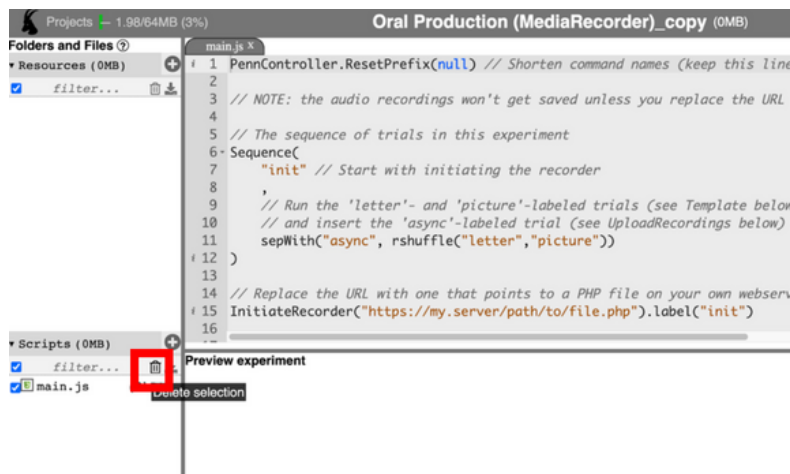 Projects 1.98/64MB (3%) Oral Production (MediaRecorder)_copy (0MB)
Folders and Files ?
Resources (0MB)
filter...
main.js X
1 PennController.ResetPrefix(null) // Shorten command names (keep this line
2
3 // NOTE: the audio recordings won't get saved unless you replace the URL
4
5 // The sequence of trials in this experiment
6 Sequence(
7 "init" // Start with initiating the recorder
8 ,
9 // Run the 'letter'- and 'picture'-labeled trials (see Template below
10 // and insert the 'async'-labeled trial (see UploadRecordings below)
11 sepWith("async", rshuffle("letter","picture"))
12 )
13
14 // Replace the URL with one that points to a PHP file on your own webserv
15 InitiateRecorder("https://my.server/path/to/file.php").label("init")
16
Scripts (0MB)
filter...
main.js
Delete selection
Preview experiment